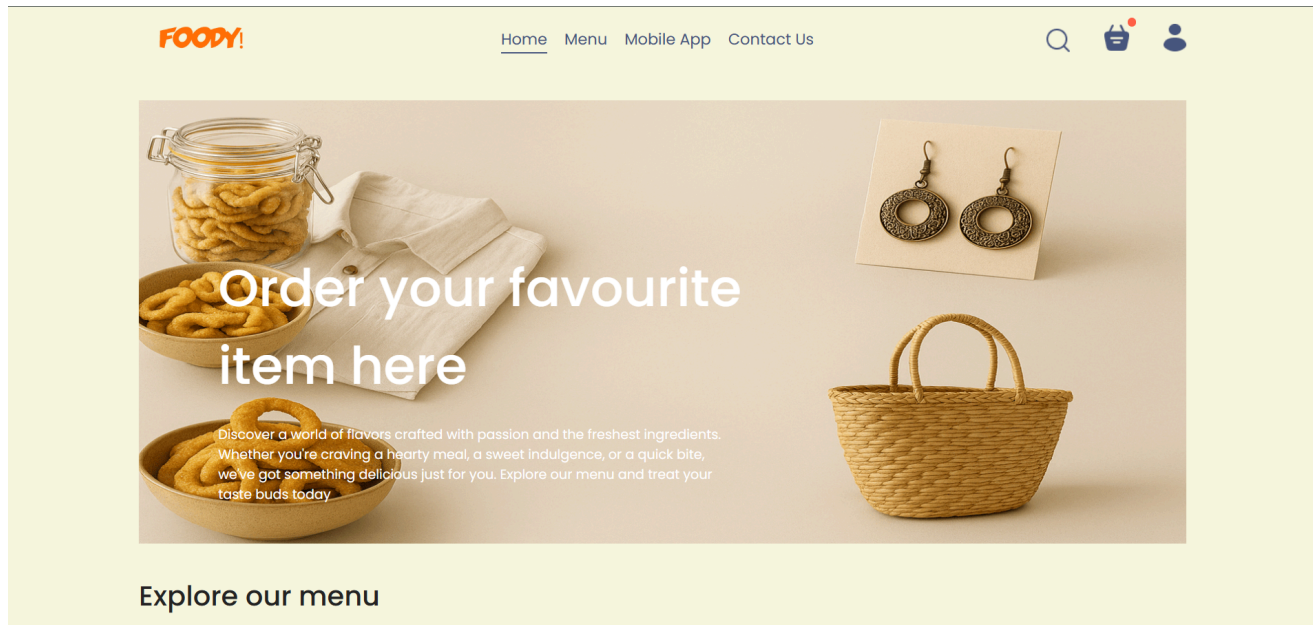 FOODY!
Home Menu Mobile App Contact Us
Order your favourite
item here
Discover a world of flavors crafted with passion and the freshest ingredients.
Whether you're craving a hearty meal, a sweet indulgence, or a quick bite,
we've got something delicious just for you. Explore our menu and treat your
taste buds today
Explore our menu